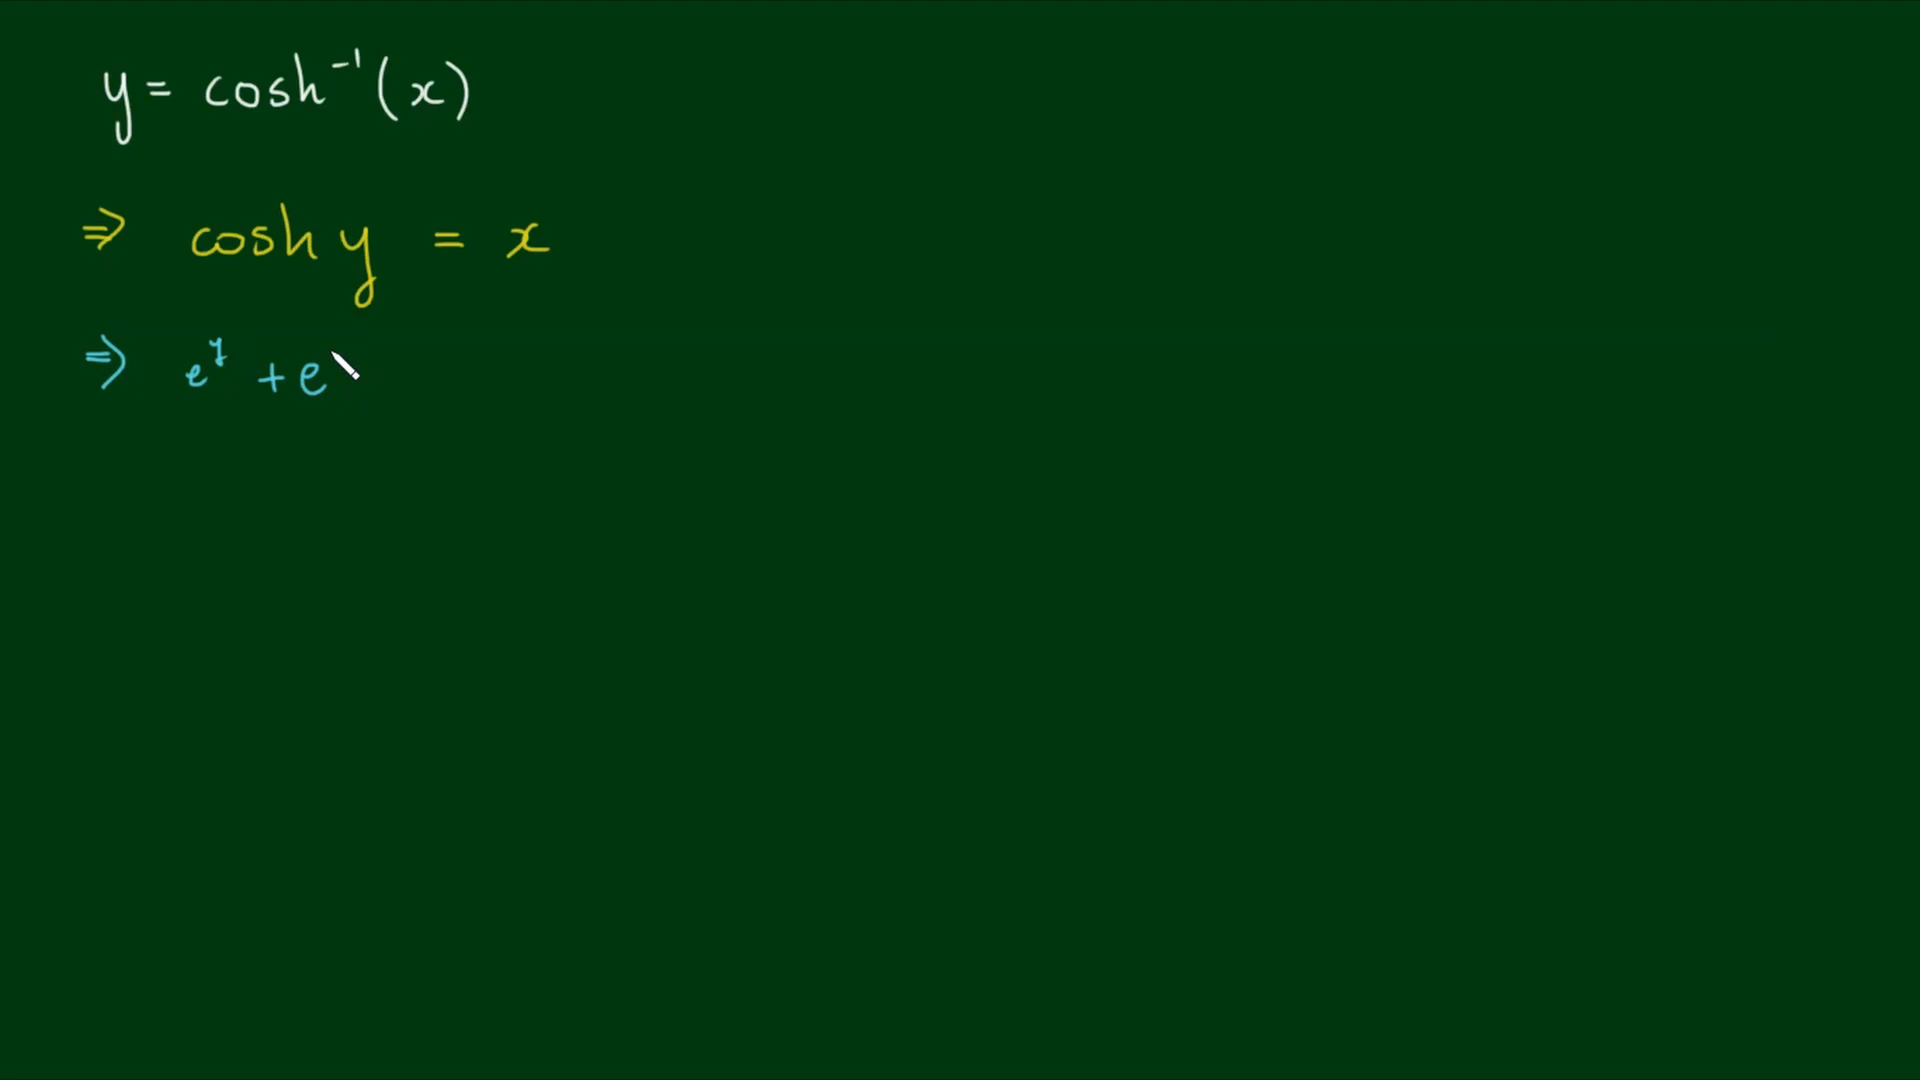 y = cosh⁻¹(x)
⇒ cosh y = x
⇒ eʸ + e